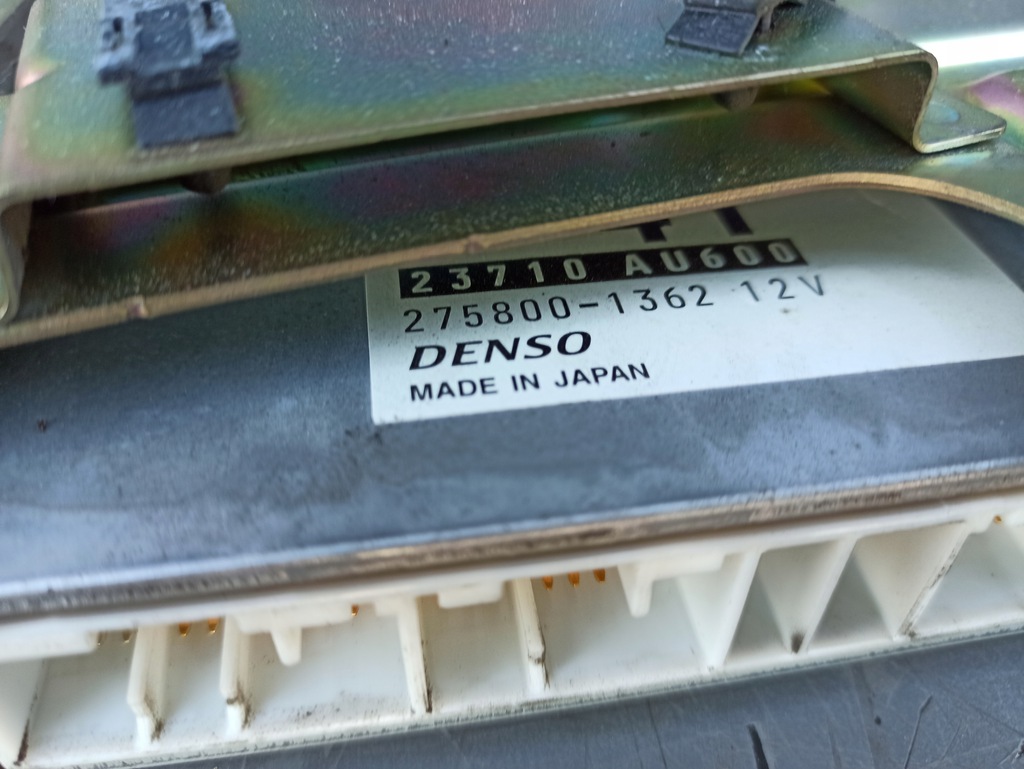 23710 AU600
275800-1362 12V
DENSO
MADE IN JAPAN